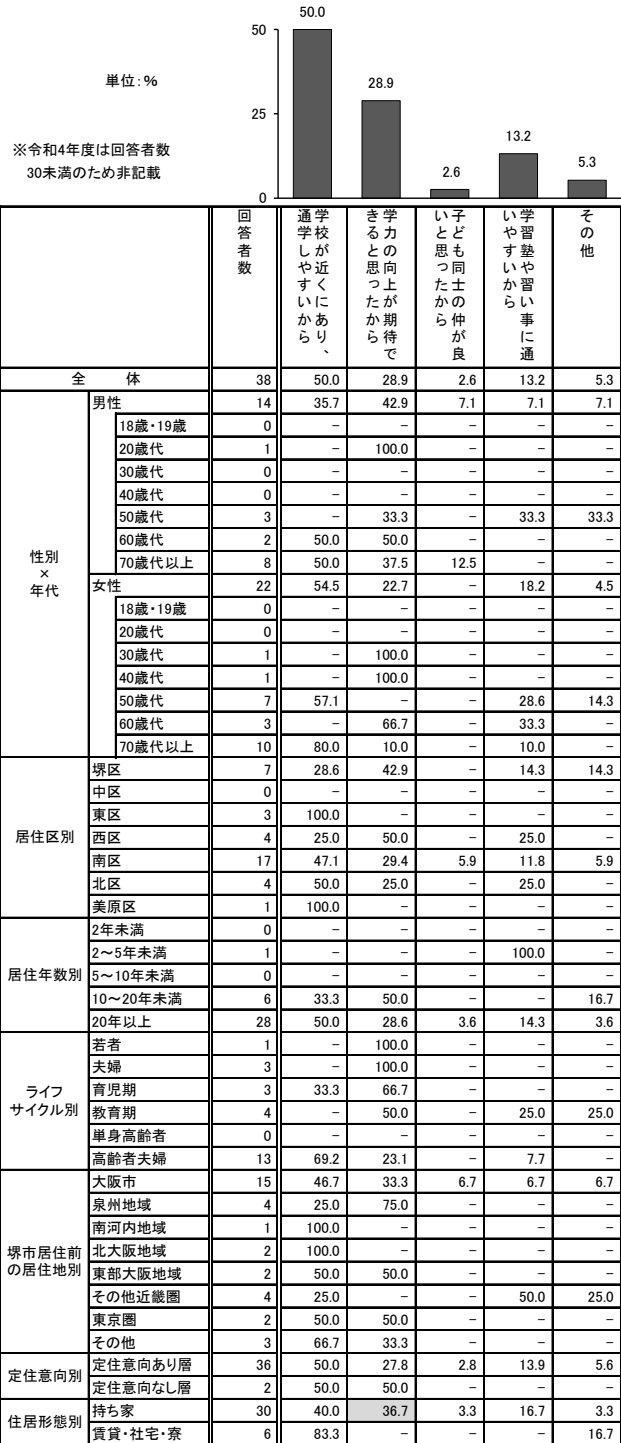 50.0
50
単位:%
28.9
25
※令和4年度は回答者数
30未満のため非記載
13.2
5.3
2.6
0
回答者数
学校が近くにあり、通学しやすいから
学力の向上が期待できると思ったから
子ども同士の仲が良いと思ったから
学習塾や習い事に通いやすいから
その他
全 体 38 50.0 28.9 2.6 13.2 5.3
性別×年代
男性 14 35.7 42.9 7.1 7.1 7.1
18歳・19歳 0 – – – – –
20歳代 1 – 100.0 – – –
30歳代 0 – – – – –
40歳代 0 – – – – –
50歳代 3 – 33.3 – 33.3 33.3
60歳代 2 50.0 50.0 – – –
70歳代以上 8 50.0 37.5 12.5 – –
女性 22 54.5 22.7 – 18.2 4.5
18歳・19歳 0 – – – – –
20歳代 0 – – – – –
30歳代 1 – 100.0 – – –
40歳代 1 – 100.0 – – –
50歳代 7 57.1 – – 28.6 14.3
60歳代 3 – 66.7 – 33.3 –
70歳代以上 10 80.0 10.0 – 10.0 –
居住区別
堺区 7 28.6 42.9 – 14.3 14.3
中区 0 – – – – –
東区 3 100.0 – – – –
西区 4 25.0 50.0 – 25.0 –
南区 17 47.1 29.4 5.9 11.8 5.9
北区 4 50.0 25.0 – 25.0 –
美原区 1 100.0 – – – –
居住年数別
2年未満 0 – – – – –
2～5年未満 1 – – – 100.0 –
5～10年未満 0 – – – – –
10～20年未満 6 33.3 50.0 – – 16.7
20年以上 28 50.0 28.6 3.6 14.3 3.6
ライフサイクル別
若者 1 – 100.0 – – –
夫婦 3 – 100.0 – – –
育児期 3 33.3 66.7 – – –
教育期 4 – 50.0 – 25.0 25.0
単身高齢者 0 – – – – –
高齢者夫婦 13 69.2 23.1 – 7.7 –
堺市居住前の居住地別
大阪市 15 46.7 33.3 6.7 6.7 6.7
泉州地域 4 25.0 75.0 – – –
南河内地域 1 100.0 – – – –
北大阪地域 2 100.0 – – – –
東部大阪地域 2 50.0 50.0 – – –
その他近畿圏 4 25.0 – – 50.0 25.0
東京圏 2 50.0 50.0 – – –
その他 3 66.7 33.3 – – –
定住意向別
定住意向あり層 36 50.0 27.8 2.8 13.9 5.6
定住意向なし層 2 50.0 50.0 – – –
住居形態別
持ち家 30 40.0 36.7 3.3 16.7 3.3
賃貸・社宅・寮 6 83.3 – – – 16.7